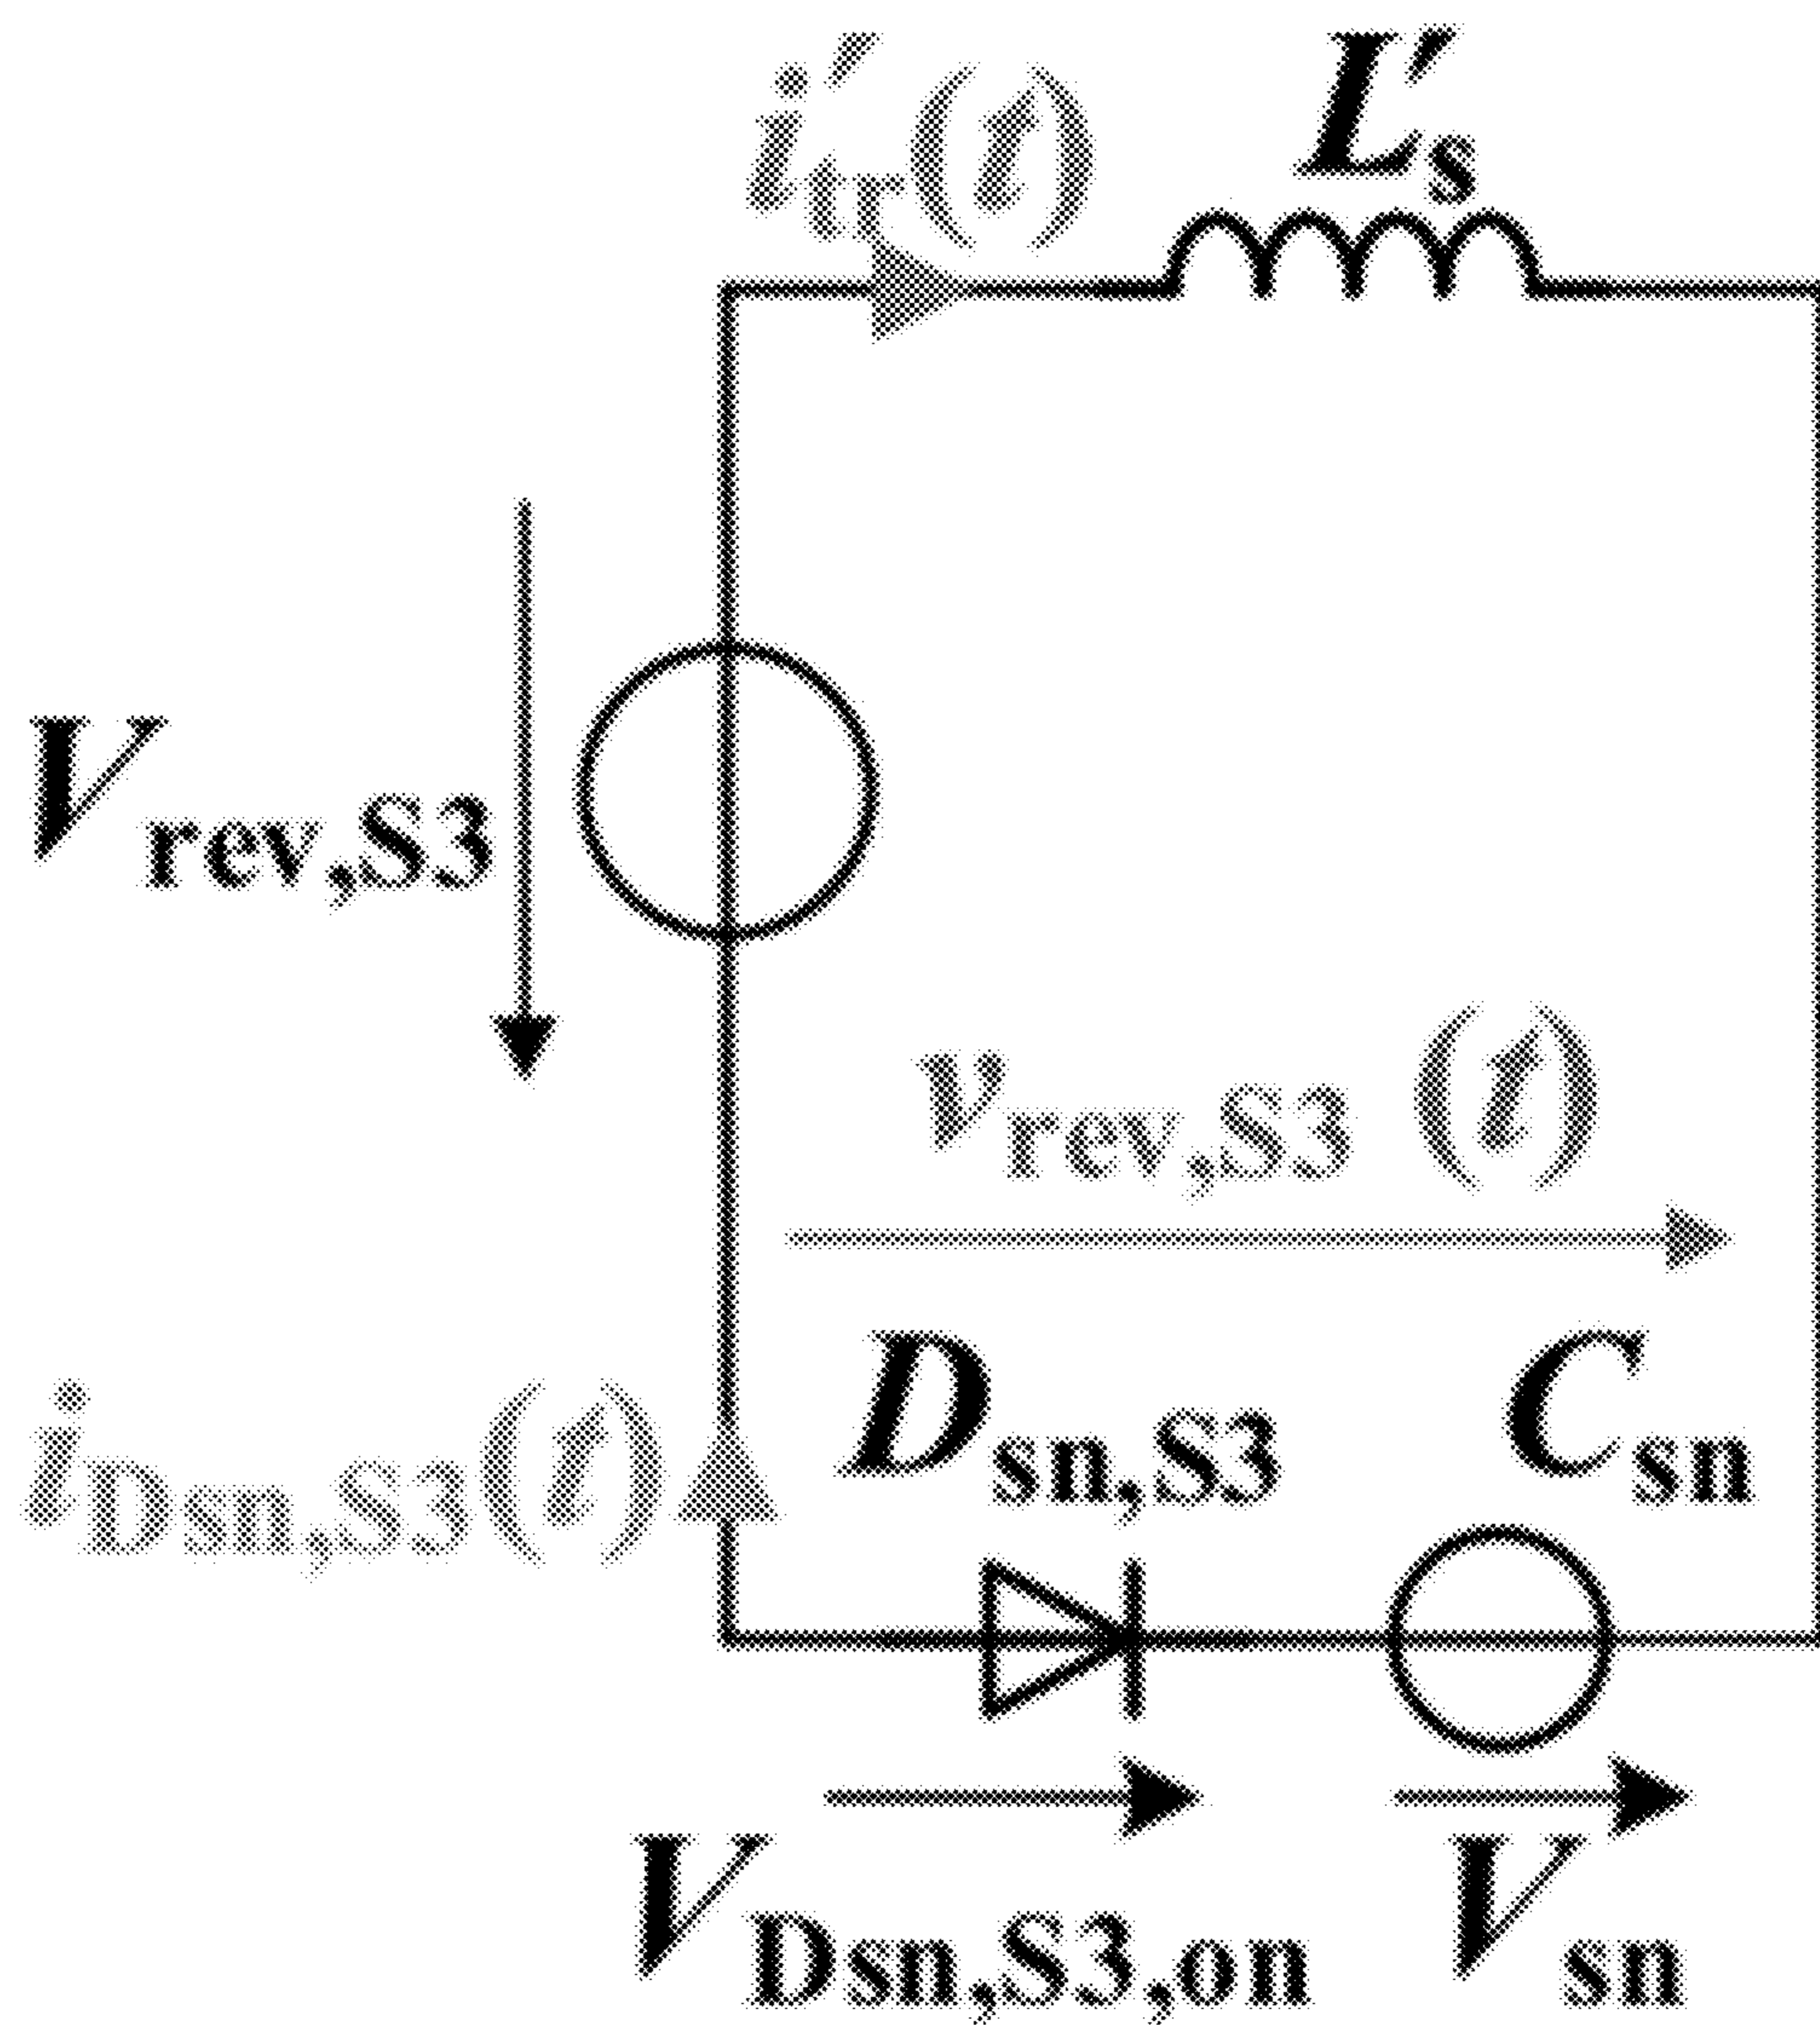 i′tr(t)
L′s
Vrev,S3
vrev,S3 (t)
iDsn,S3(t)
Dsn,S3
Csn
VDsn,S3,on
Vsn